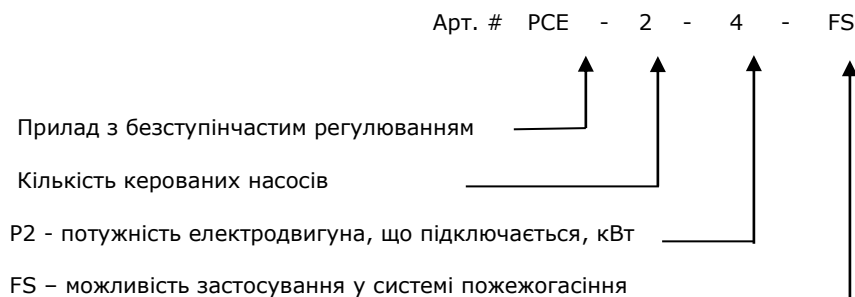 Арт. # PCE - 2 - 4 - FS
Прилад з безступінчастим регулюванням
Кількість керованих насосів
P2 - потужність електродвигуна, що підключається, кВт
FS – можливість застосування у системі пожежогасіння